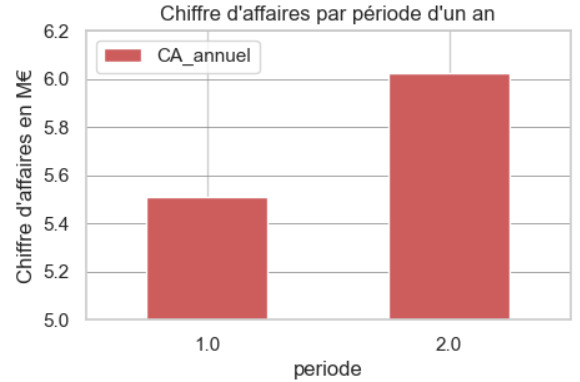 Chiffre d'affaires par période d'un an
6.2
CA_annuel
6.0
5.8
5.6
5.4
5.2
5.0
Chiffre d'affaires en M€
1.0
2.0
periode